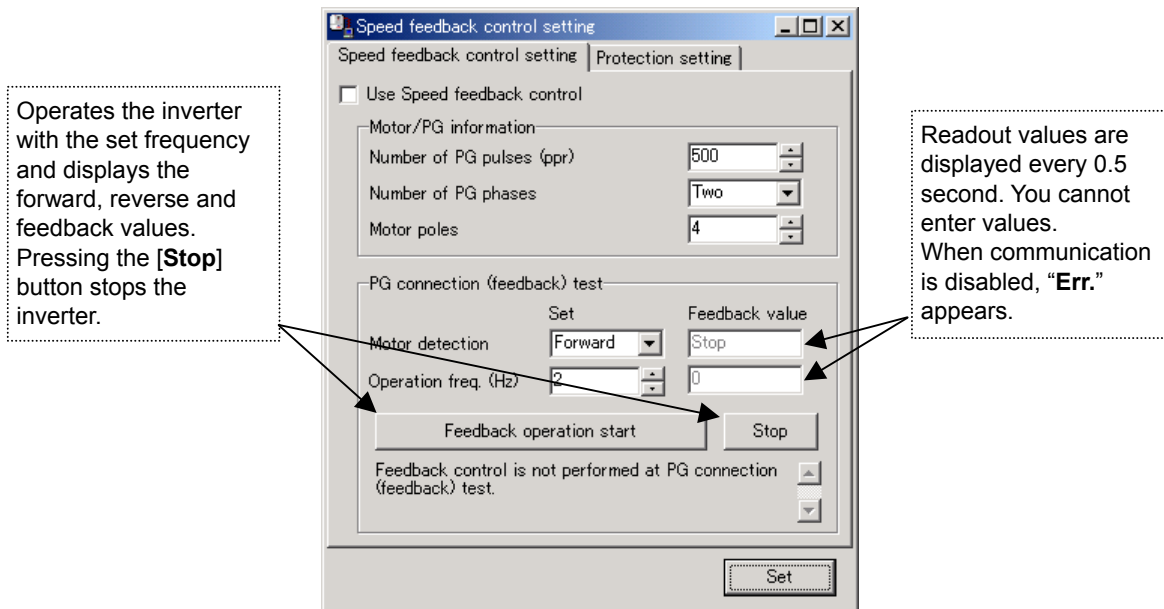 Speed feedback control setting
Speed feedback control setting
Protection setting
Use Speed feedback control
Motor/PG information
Number of PG pulses (ppr)
500
Number of PG phases
Two
Motor poles
4
PG connection (feedback) test
Set
Feedback value
Motor detection
Forward
Stop
Operation freq. (Hz)
2
0
Feedback operation start
Stop
Feedback control is not performed at PG connection
(feedback) test.
Set
Operates the inverter
with the set frequency
and displays the
forward, reverse and
feedback values.
Pressing the [Stop]
button stops the
inverter.
Readout values are
displayed every 0.5
second. You cannot
enter values.
When communication
is disabled, “Err.”
appears.